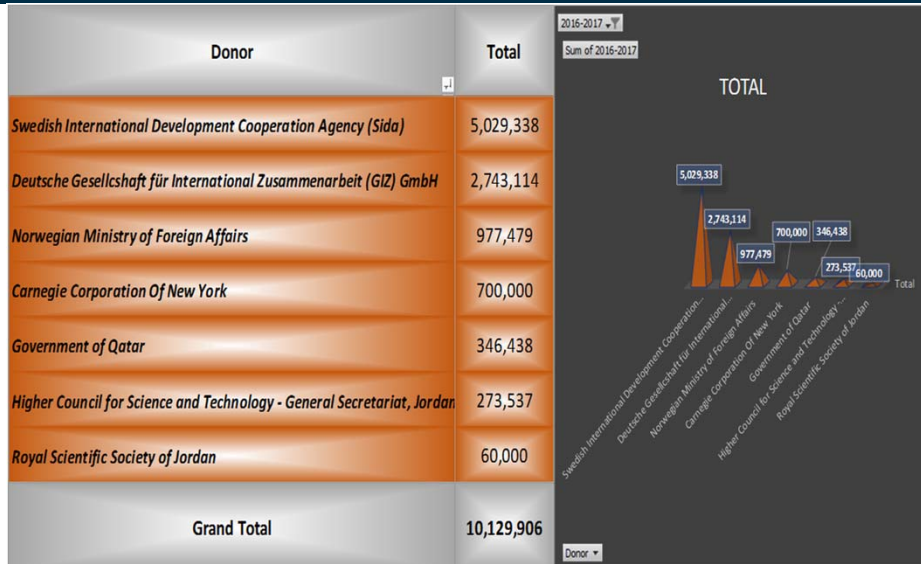 Donor Total
Swedish International Development Cooperation Agency (Sida) 5,029,338
Deutsche Gesellcshaft für International Zusammenarbeit (GIZ) GmbH 2,743,114
Norwegian Ministry of Foreign Affairs 977,479
Carnegie Corporation Of New York 700,000
Government of Qatar 346,438
Higher Council for Science and Technology - General Secretariat, Jordan 273,537
Royal Scientific Society of Jordan 60,000
Grand Total 10,129,906
2016-2017
Sum of 2016-2017
TOTAL
5,029,338
2,743,114
977,479
700,000
346,438
273,537
60,000
Total
Swedish International Development Cooperation...
Deutsche Gesellcshaft für International...
Norwegian Ministry of Foreign Affairs
Carnegie Corporation Of New York
Government of Qatar
Higher Council for Science and Technology -...
Royal Scientific Society of Jordan
Donor